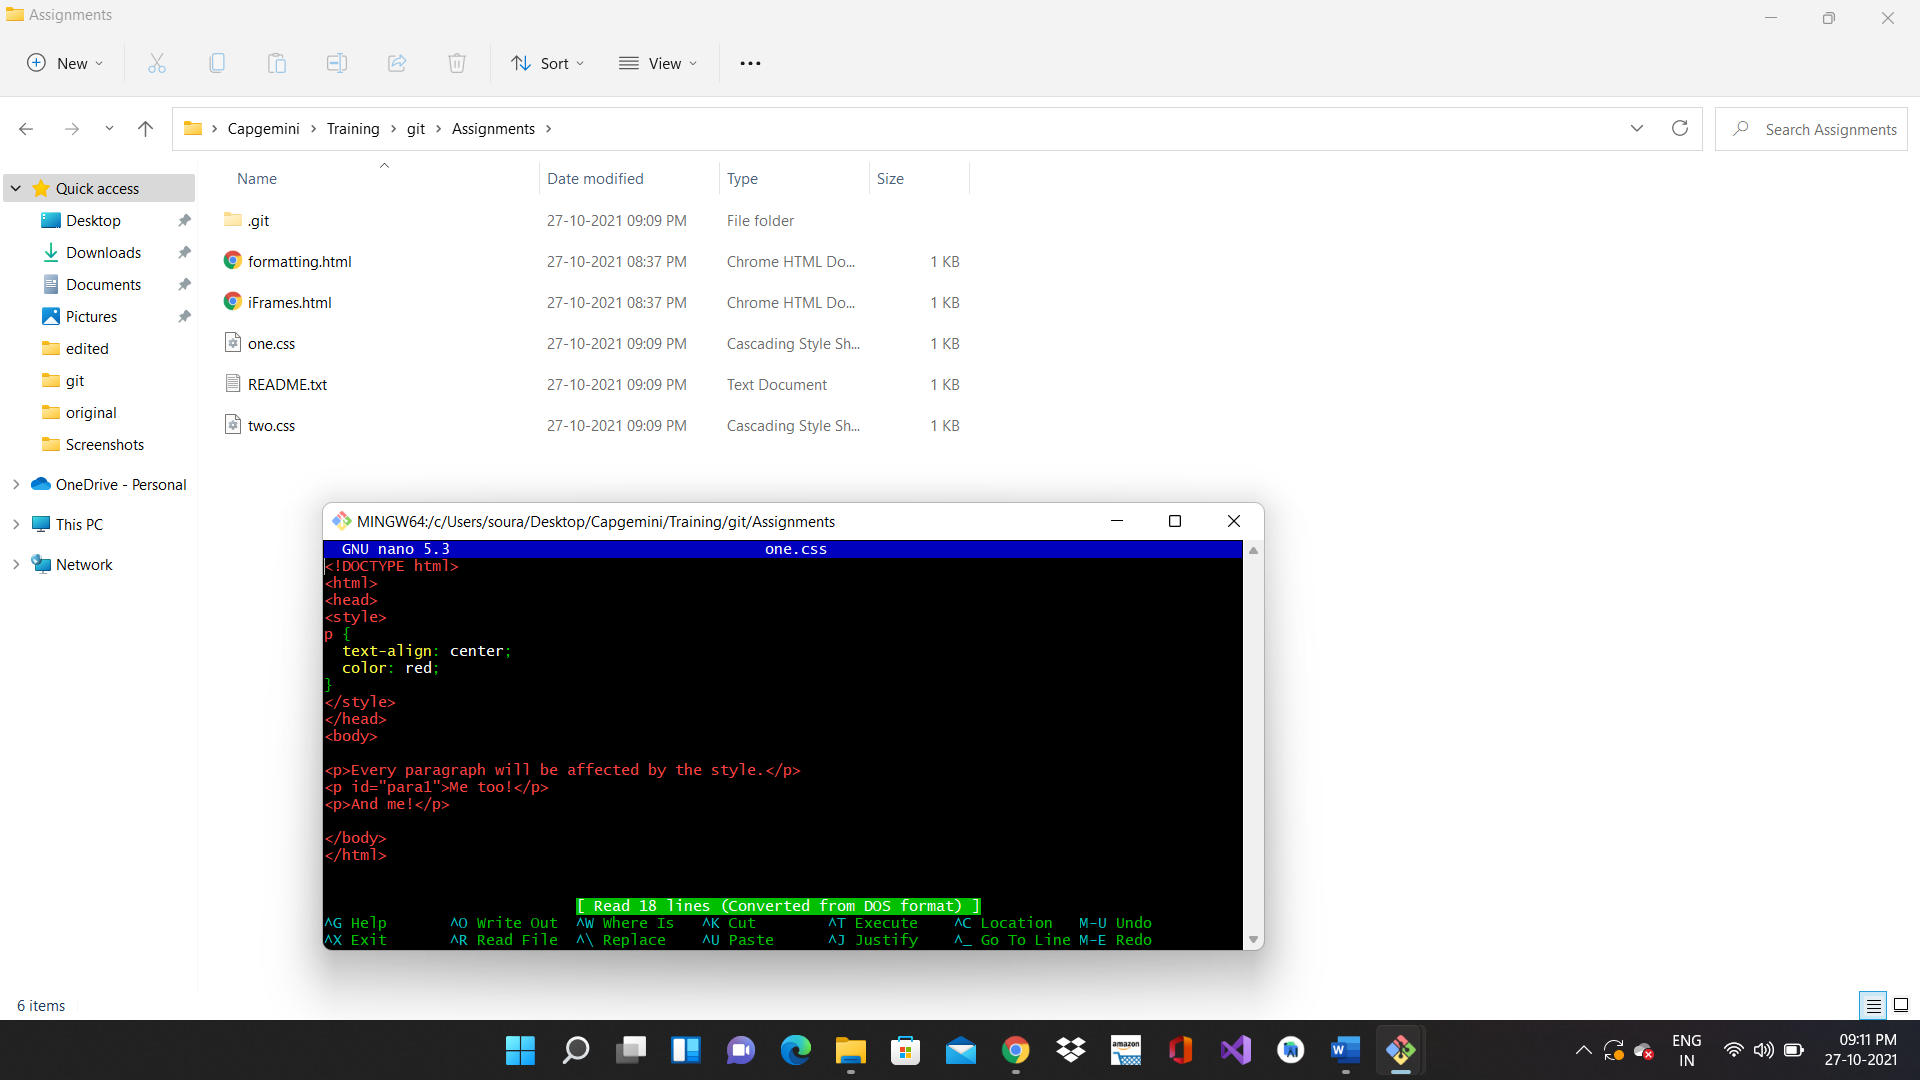 Assignments
New
Sort
View
Capgemini > Training > git > Assignments >
Search Assignments
Name
Date modified
Type
Size
.git 27-10-2021 09:09 PM File folder
formatting.html 27-10-2021 08:37 PM Chrome HTML Do... 1 KB
iFrames.html 27-10-2021 08:37 PM Chrome HTML Do... 1 KB
one.css 27-10-2021 09:09 PM Cascading Style Sh... 1 KB
README.txt 27-10-2021 09:09 PM Text Document 1 KB
two.css 27-10-2021 09:09 PM Cascading Style Sh... 1 KB
Quick access
Desktop
Downloads
Documents
Pictures
edited
git
original
Screenshots
OneDrive - Personal
This PC
Network
MINGW64:/c/Users/soura/Desktop/Capgemini/Training/git/Assignments
GNU nano 5.3 one.css
<!DOCTYPE html>
<html>
<head>
<style>
p {
  text-align: center;
  color: red;
}
</style>
</head>
<body>
<p>Every paragraph will be affected by the style.</p>
<p id="para1">Me too!</p>
<p>And me!</p>
</body>
</html>
[ Read 18 lines (Converted from DOS format) ]
^G Help ^O Write Out ^W Where Is ^K Cut ^T Execute ^C Location M-U Undo
^X Exit ^R Read File ^\ Replace ^U Paste ^J Justify ^_ Go To Line M-E Redo
6 items
amazon
W
ENG
IN
09:11 PM
27-10-2021